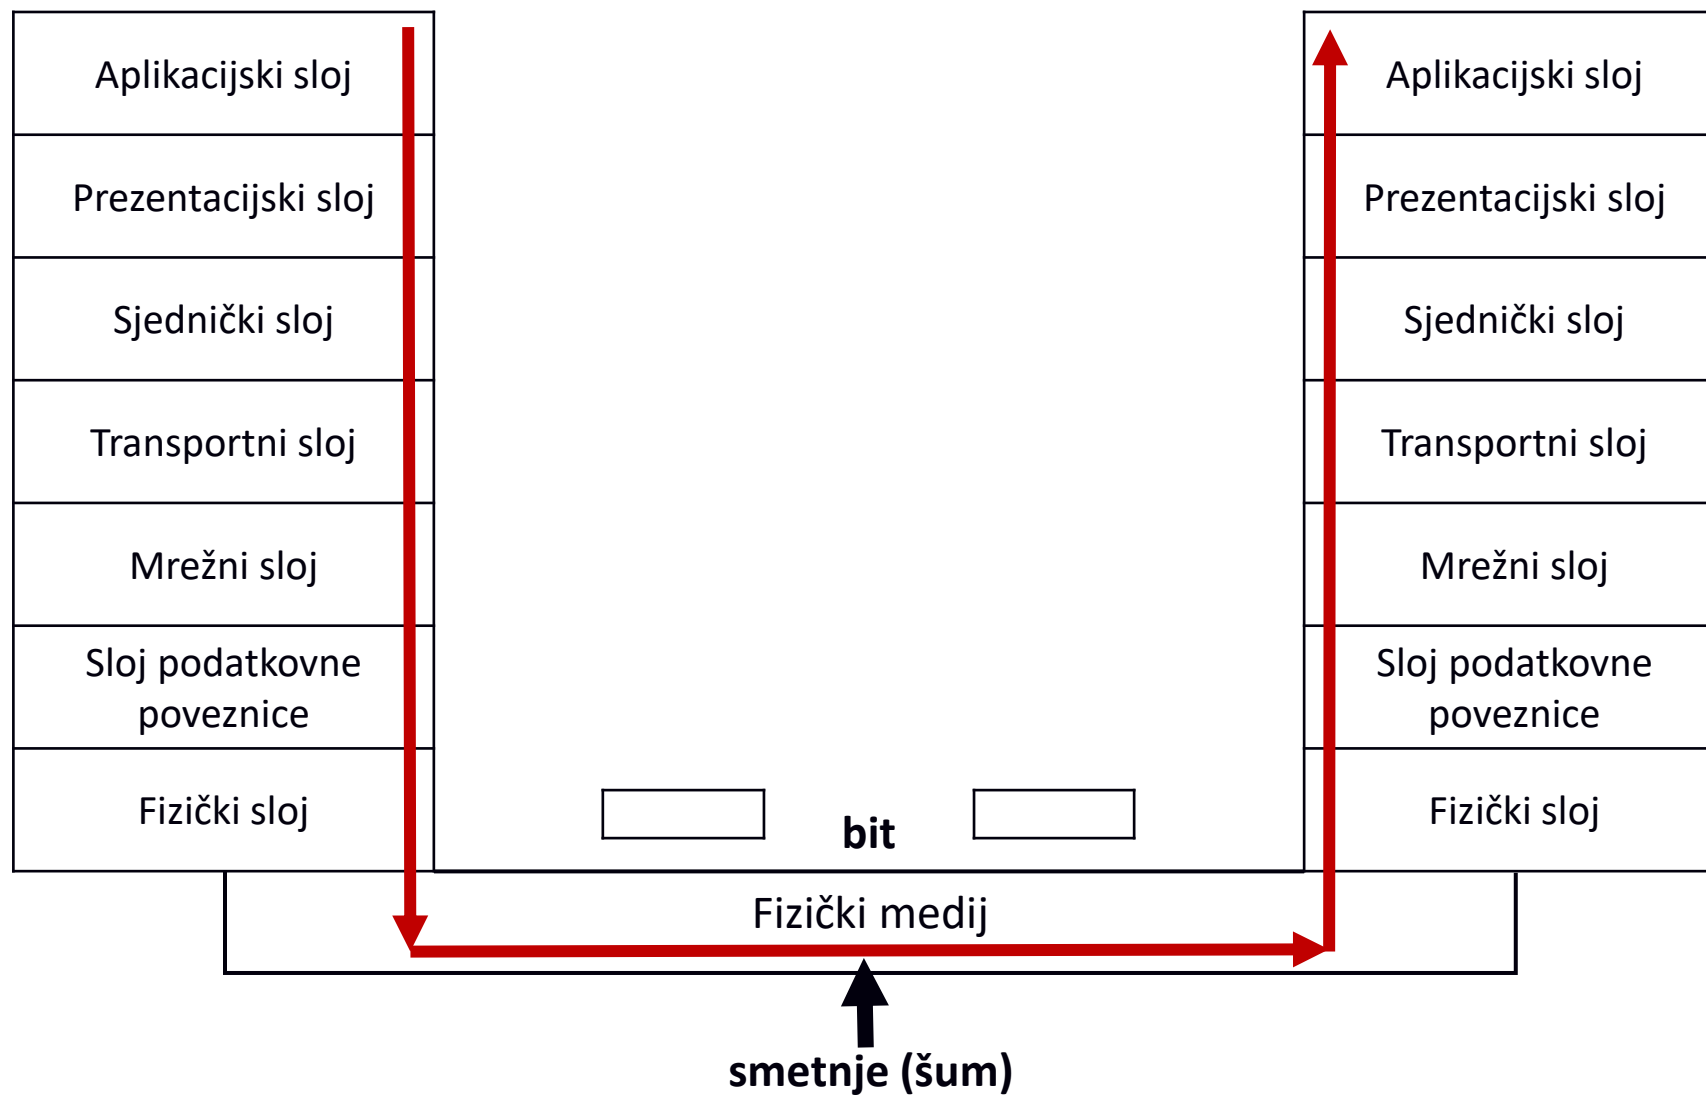 Aplikacijski sloj
Prezentacijski sloj
Sjednički sloj
Transportni sloj
Mrežni sloj
Sloj podatkovne
poveznice
Fizički sloj
bit
Fizički medij
smetnje (šum)
Aplikacijski sloj
Prezentacijski sloj
Sjednički sloj
Transportni sloj
Mrežni sloj
Sloj podatkovne
poveznice
Fizički sloj